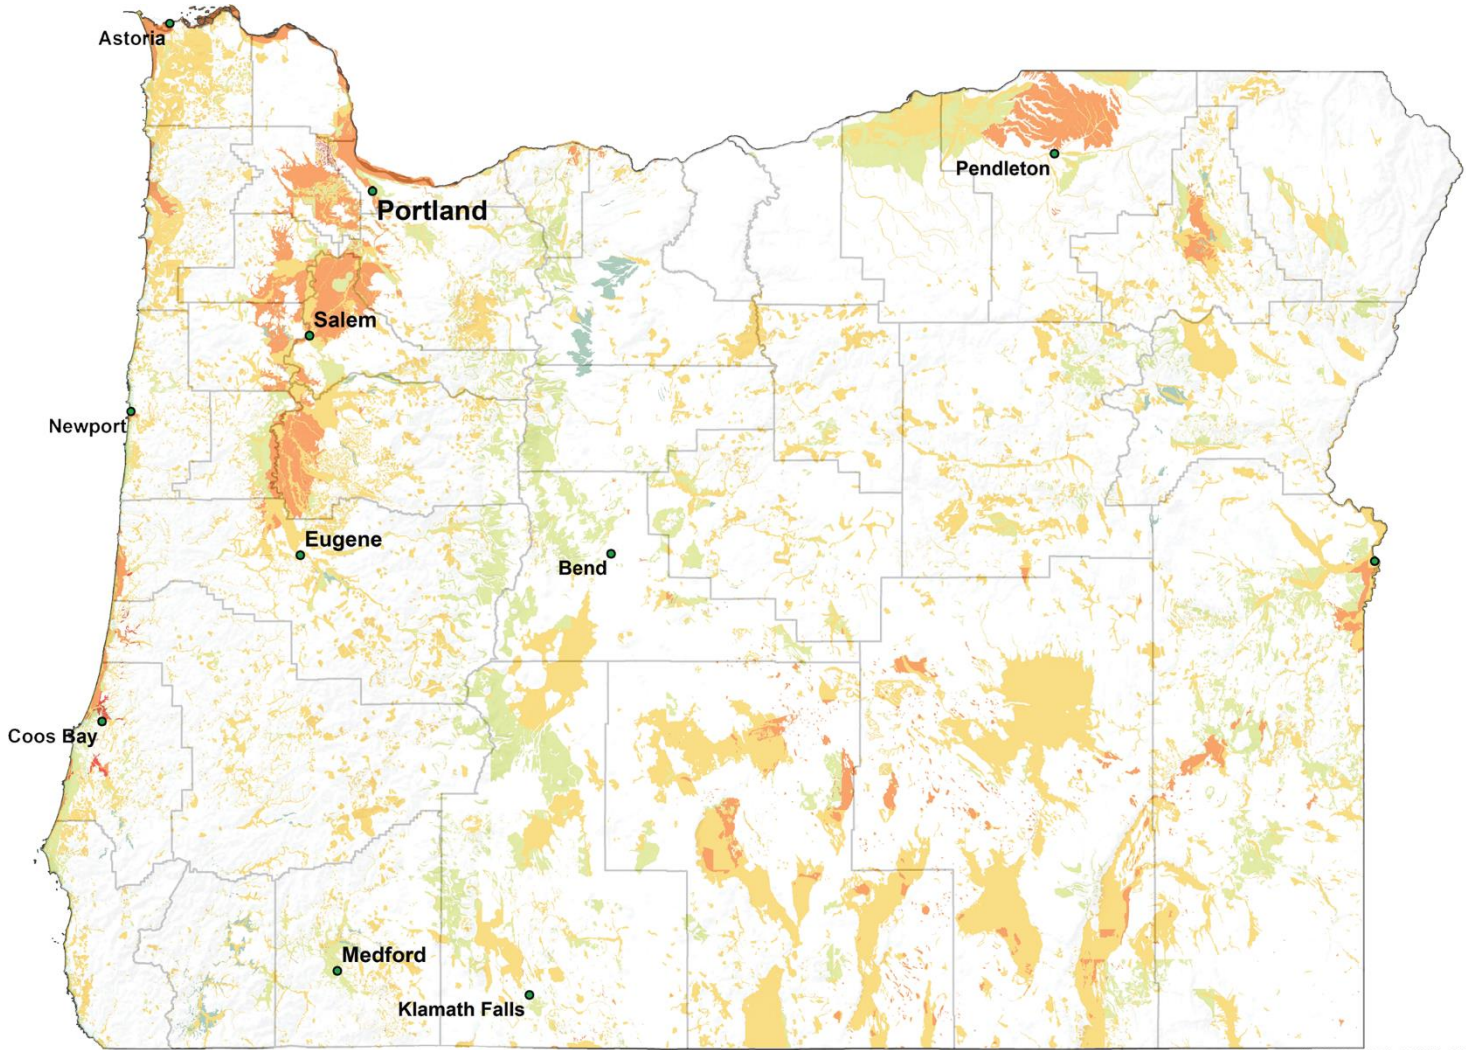 Astoria
Pendleton
Portland
Salem
Newport
Eugene
Bend
Coos Bay
Medford
Klamath Falls